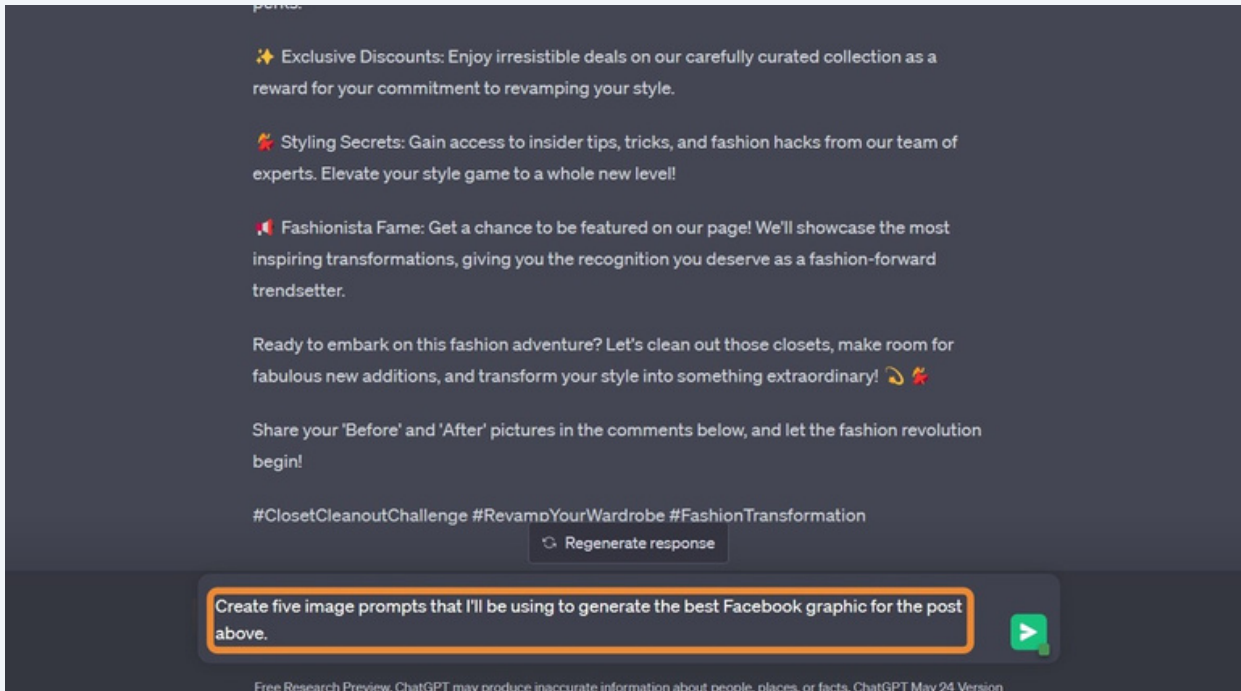 perks.
✨ Exclusive Discounts: Enjoy irresistible deals on our carefully curated collection as a
reward for your commitment to revamping your style.
💃 Styling Secrets: Gain access to insider tips, tricks, and fashion hacks from our team of
experts. Elevate your style game to a whole new level!
📢 Fashionista Fame: Get a chance to be featured on our page! We'll showcase the most
inspiring transformations, giving you the recognition you deserve as a fashion-forward
trendsetter.
Ready to embark on this fashion adventure? Let's clean out those closets, make room for
fabulous new additions, and transform your style into something extraordinary! 💫 💃
Share your 'Before' and 'After' pictures in the comments below, and let the fashion revolution
begin!
#ClosetCleanoutChallenge #RevampYourWardrobe #FashionTransformation
Regenerate response
Create five image prompts that I'll be using to generate the best Facebook graphic for the post
above.
Free Research Preview. ChatGPT may produce inaccurate information about people, places, or facts. ChatGPT May 24 Version